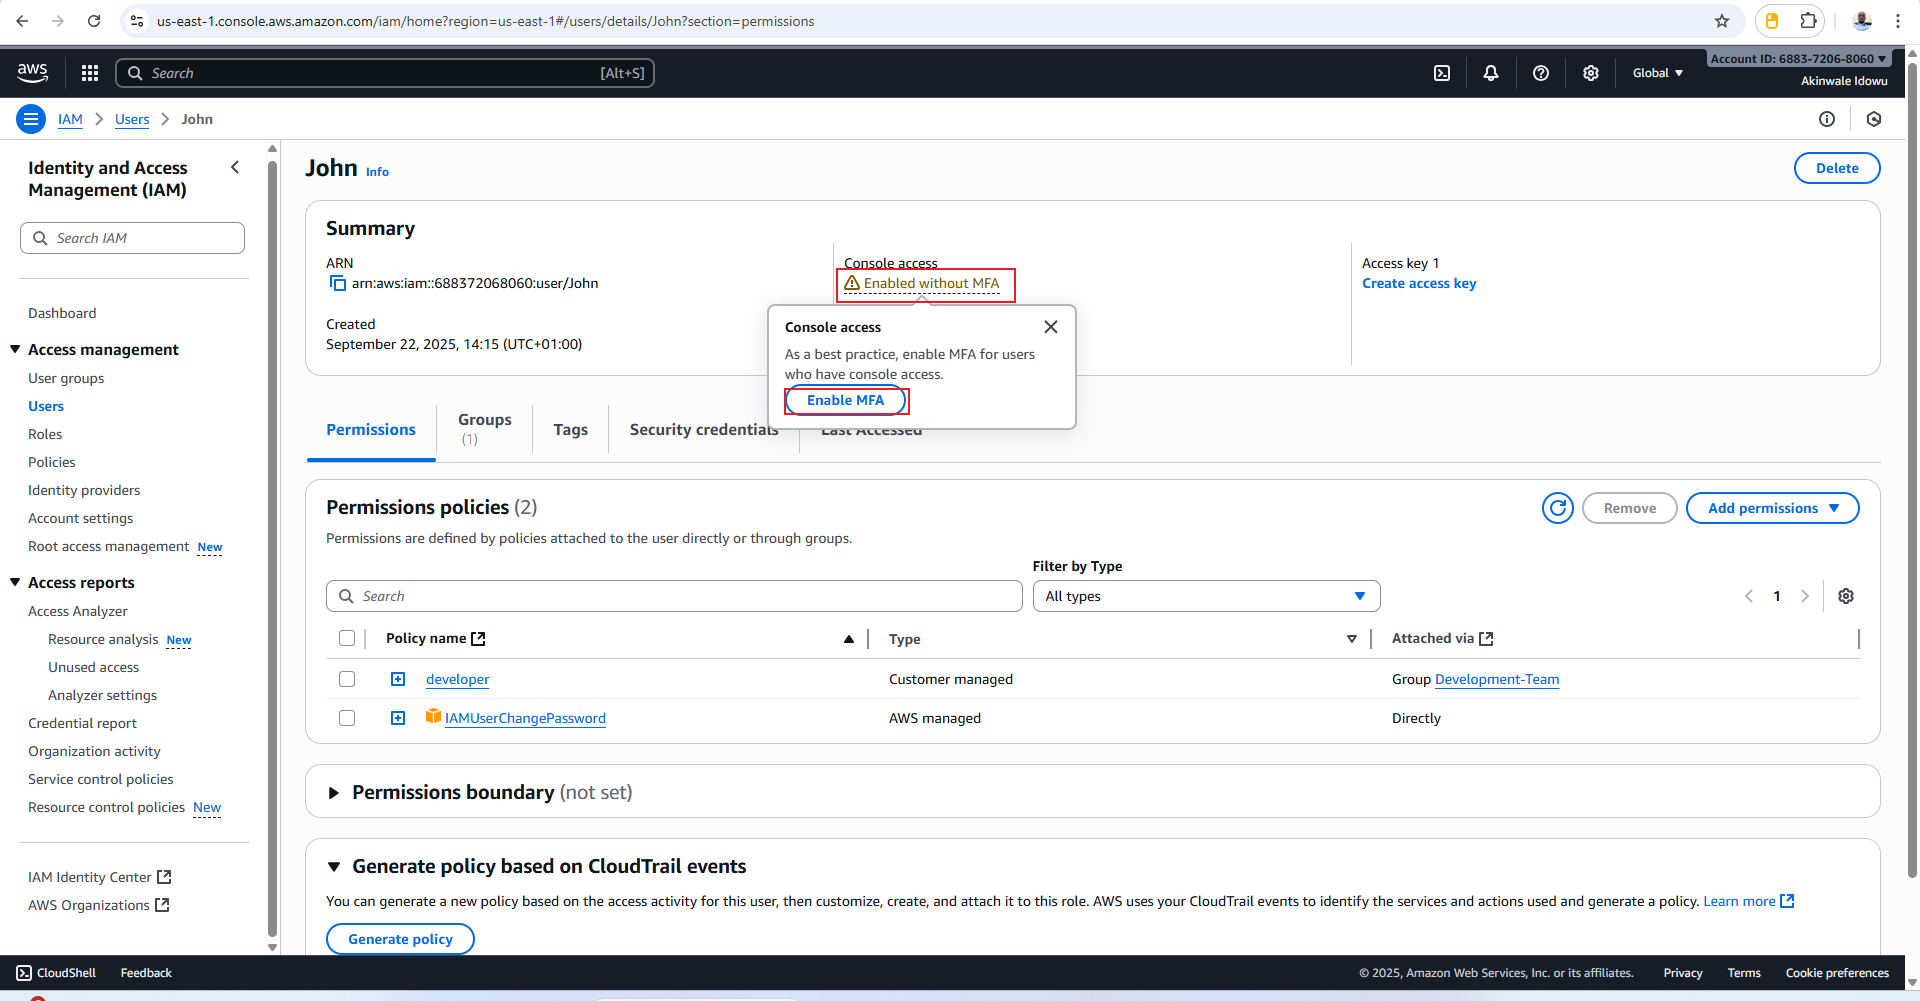 us-east-1.console.aws.amazon.com/iam/home?region=us-east-1#/users/details/John?section=permissions
aws
Search
[Alt+S]
Global
Account ID: 6883-7206-8060
Akinwale Idowu
IAM
Users
John
Identity and Access
Management (IAM)
Search IAM
Dashboard
Access management
User groups
Users
Roles
Policies
Identity providers
Account settings
Root access management New
Access reports
Access Analyzer
Resource analysis New
Unused access
Analyzer settings
Credential report
Organization activity
Service control policies
Resource control policies New
IAM Identity Center
AWS Organizations
John Info
Delete
Summary
ARN
arn:aws:iam::688372068060:user/John
Created
September 22, 2025, 14:15 (UTC+01:00)
Console access
Enabled without MFA
Access key 1
Create access key
Console access
As a best practice, enable MFA for users
who have console access.
Enable MFA
Permissions
Groups
(1)
Tags
Security credentials
Last Accessed
Permissions policies (2)
Permissions are defined by policies attached to the user directly or through groups.
Remove
Add permissions
Filter by Type
Search
All types
1
Policy name
Type
Attached via
developer
Customer managed
Group Development-Team
IAMUserChangePassword
AWS managed
Directly
Permissions boundary (not set)
Generate policy based on CloudTrail events
You can generate a new policy based on the access activity for this user, then customize, create, and attach it to this role. AWS uses your CloudTrail events to identify the services and actions used and generate a policy. Learn more
Generate policy
CloudShell
Feedback
© 2025, Amazon Web Services, Inc. or its affiliates.
Privacy
Terms
Cookie preferences